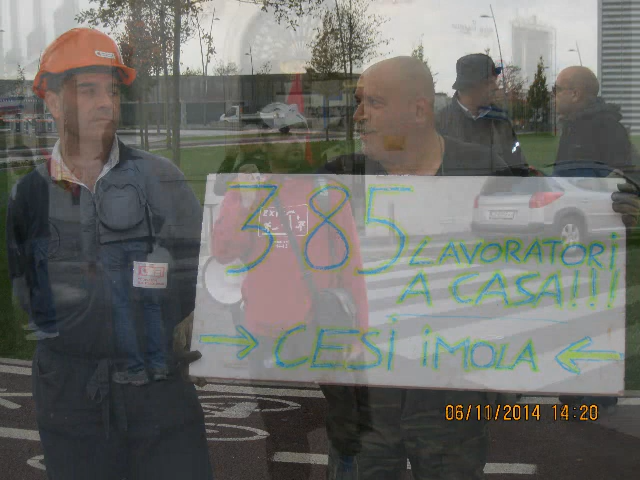 385 LAVORATORi
A CASA!!!
→ CESi iMOLA ←
06/11/2014 14:20